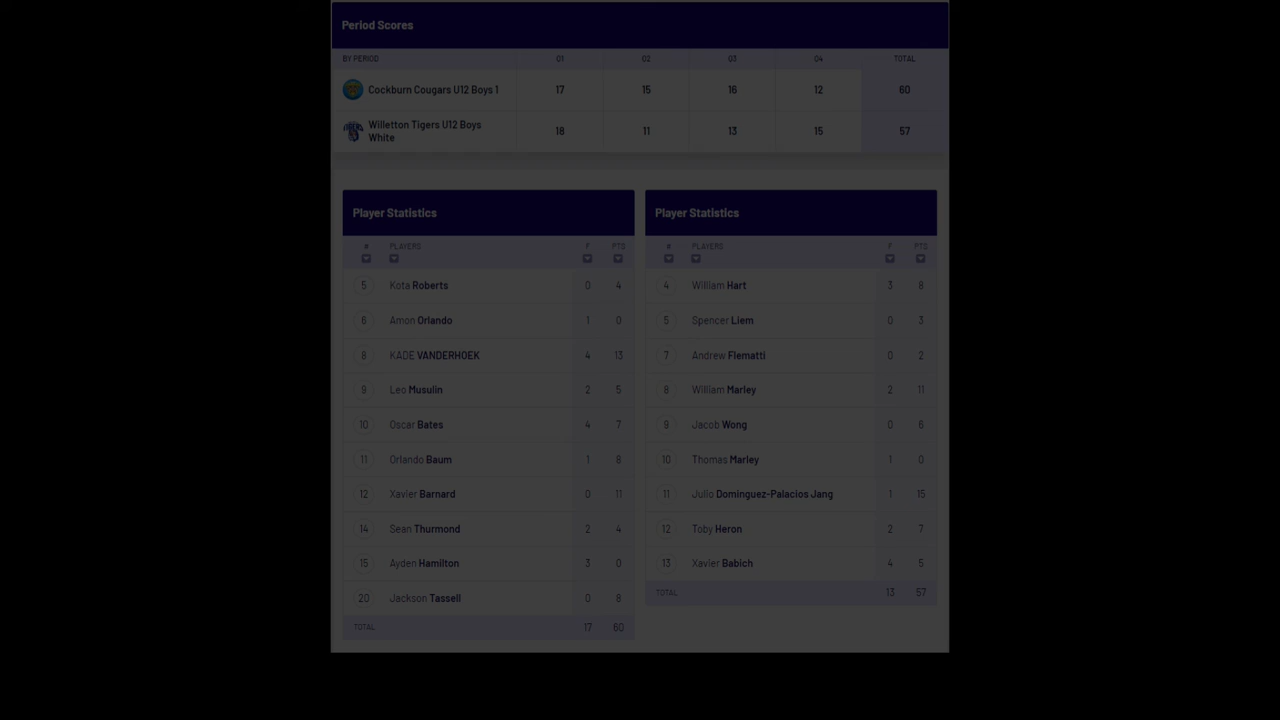 Period Scores
BY PERIOD Q1 Q2 Q3 Q4 TOTAL
Cockburn Cougars U12 Boys 1 17 15 16 12 60
Willetton Tigers U12 Boys
White 18 11 13 15 57
Player Statistics
# PLAYERS F PTS
5 Kota Roberts 0 4
6 Amon Orlando 1 0
8 KADE VANDERHOEK 4 13
9 Leo Musulin 2 5
10 Oscar Bates 4 7
11 Orlando Baum 1 8
12 Xavier Barnard 0 11
14 Sean Thurmond 2 4
15 Ayden Hamilton 3 0
20 Jackson Tassell 0 8
TOTAL 17 60
Player Statistics
# PLAYERS F PTS
4 William Hart 3 8
5 Spencer Liem 0 3
7 Andrew Flematti 0 2
8 William Marley 2 11
9 Jacob Wong 0 6
10 Thomas Marley 1 0
11 Julio Dominguez-Palacios Jang 1 15
12 Toby Heron 2 7
13 Xavier Babich 4 5
TOTAL 13 57